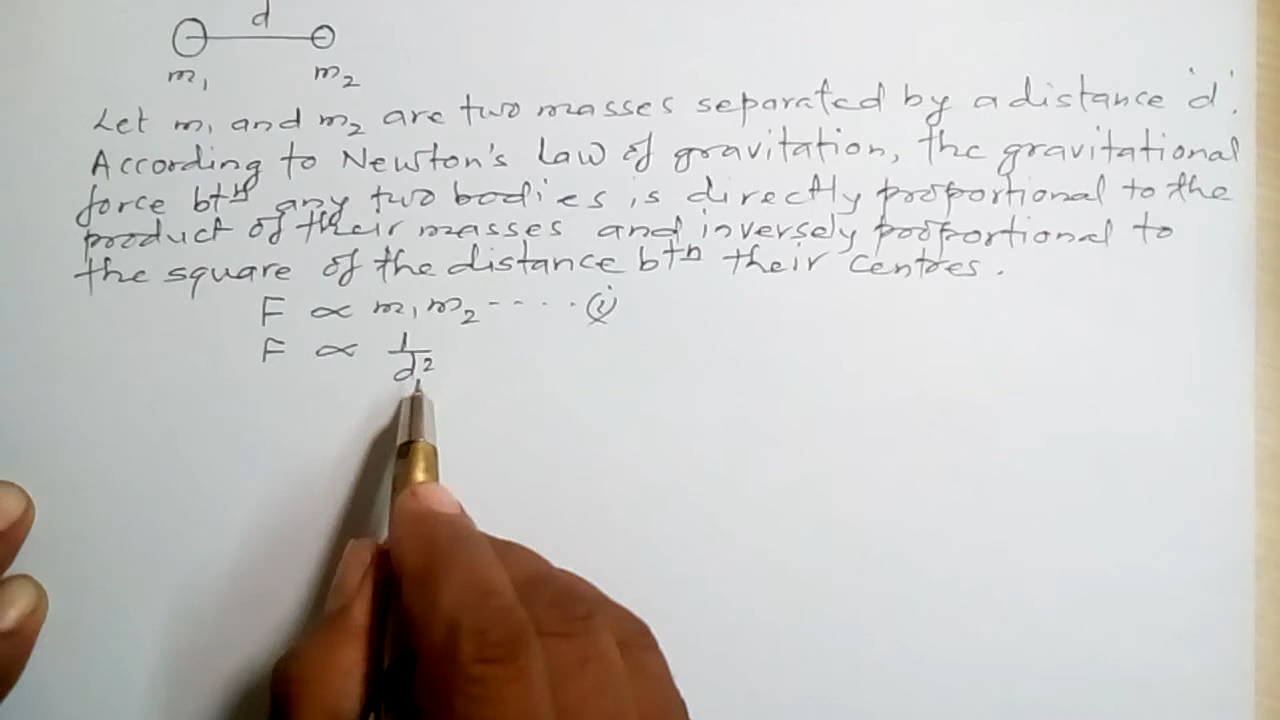 d
m₁ m₂
Let m₁ and m₂ are two masses separated by a distance 'd'.
According to Newton's Law of gravitation, the gravitational
force btⁿ any two bodies is directly proportional to the
product of their masses and inversely proportional to
the square of the distance btⁿ their centres.
F ∝ m₁m₂ ----- (i)
F ∝ 1/d²